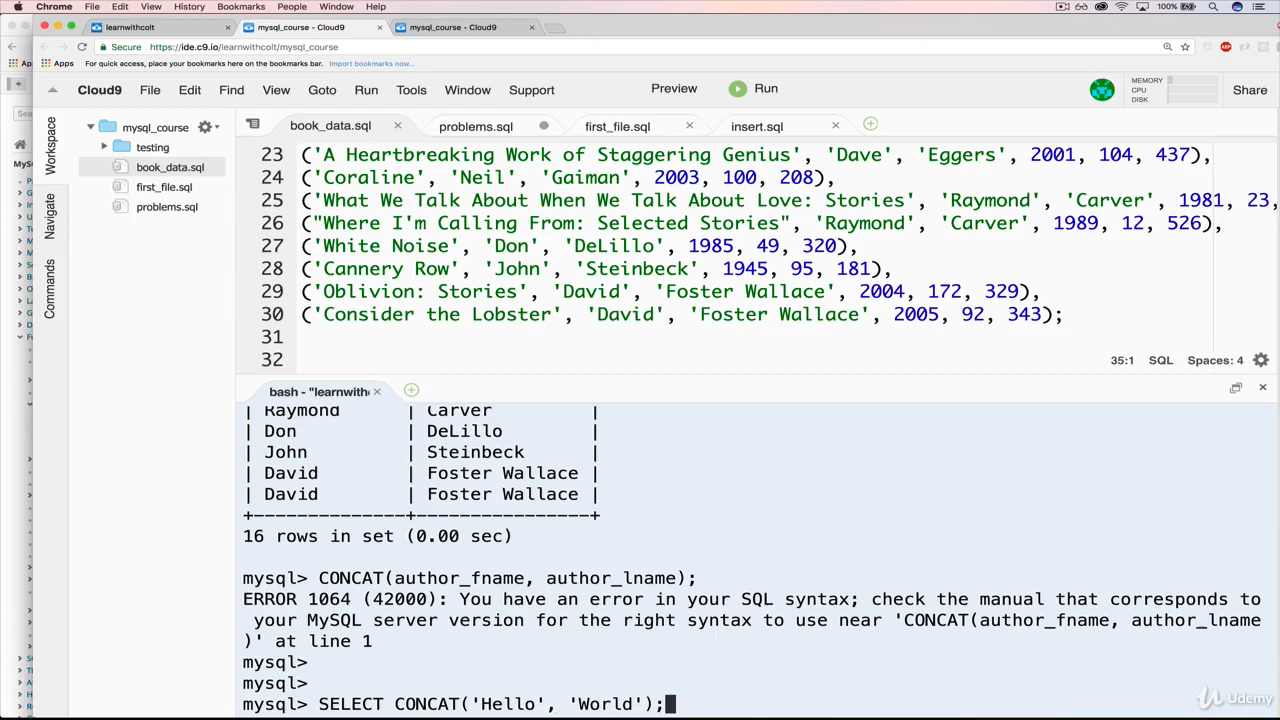 Chrome File Edit View History Bookmarks People Window Help 100%
learnwithcolt mysql_course - Cloud9 mysql_course - Cloud9
Secure https://ide.c9.io/learnwithcolt/mysql_course
Apps For quick access, place your bookmarks here on the bookmarks bar. Import bookmarks now...
Cloud9 File Edit Find View Goto Run Tools Window Support Preview Run MEMORY CPU DISK Share
Workspace
Navigate
Commands
mysql_course
testing
book_data.sql
first_file.sql
problems.sql
book_data.sql problems.sql first_file.sql insert.sql
23 ('A Heartbreaking Work of Staggering Genius', 'Dave', 'Eggers', 2001, 104, 437),
24 ('Coraline', 'Neil', 'Gaiman', 2003, 100, 208),
25 ('What We Talk About When We Talk About Love: Stories', 'Raymond', 'Carver', 1981, 23,
26 ("Where I'm Calling From: Selected Stories", 'Raymond', 'Carver', 1989, 12, 526),
27 ('White Noise', 'Don', 'DeLillo', 1985, 49, 320),
28 ('Cannery Row', 'John', 'Steinbeck', 1945, 95, 181),
29 ('Oblivion: Stories', 'David', 'Foster Wallace', 2004, 172, 329),
30 ('Consider the Lobster', 'David', 'Foster Wallace', 2005, 92, 343);
31
32
35:1 SQL Spaces: 4
bash - "learnwith
| Raymond | Carver |
| Don | DeLillo |
| John | Steinbeck |
| David | Foster Wallace |
| David | Foster Wallace |
+--------------+----------------+
16 rows in set (0.00 sec)
mysql> CONCAT(author_fname, author_lname);
ERROR 1064 (42000): You have an error in your SQL syntax; check the manual that corresponds to
your MySQL server version for the right syntax to use near 'CONCAT(author_fname, author_lname
)' at line 1
mysql>
mysql>
mysql> SELECT CONCAT('Hello', 'World');
Udemy